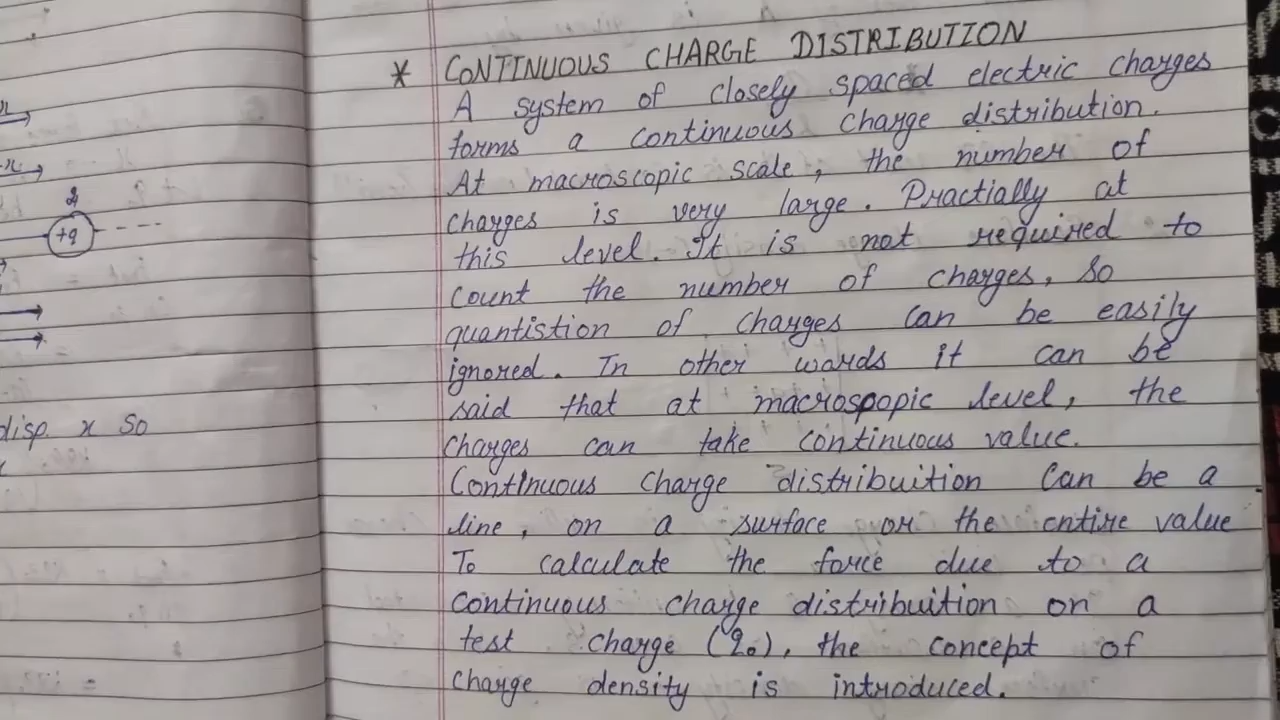 * CONTINUOUS CHARGE DISTRIBUTION
A system of closely spaced electric charges
forms a continuous charge distribution.
At macroscopic scale, the number of
charges is very large. Practially at
this level. It is not required to
count the number of charges, so
quantistion of charges can be easily
ignored. In other words it can be
said that at macrospopic level, the
charges can take continuous value.
Continuous charge distribuition can be a
line, on a surface or the entire value
To calculate the force due to a
continuous charge distribuition on a
test charge (q₀), the concept of
charge density is introduced.
+q
disp. x so